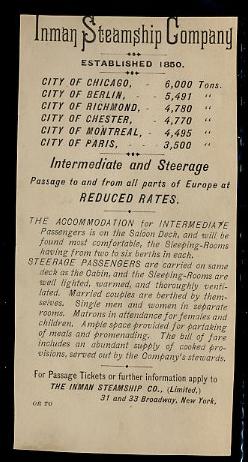 Inman Steamship Company
ESTABLISHED 1850.
CITY OF CHICAGO, - 6,000 Tons.
CITY OF BERLIN, - - 5,491 "
CITY OF RICHMOND, - 4,780 "
CITY OF CHESTER, - 4,770 "
CITY OF MONTREAL, - 4,495 "
CITY OF PARIS, - - 3,500 "
Intermediate and Steerage
Passage to and from all parts of Europe at
REDUCED RATES.
THE ACCOMMODATION for INTERMEDIATE
Passengers is on the Saloon Deck, and will be
found most comfortable, the Sleeping-Rooms
having from two to six berths in each.
STEERAGE PASSENGERS are carried on same
deck as the Cabin, and the Sleeping-Rooms are
well lighted, warmed, and thoroughly venti-
lated. Married couples are berthed by them-
selves. Single men and women in separate
rooms. Matrons in attendance for females and
children. Ample space provided for partaking
of meals and promenading. The bill of fare
includes an abundant supply of cooked pro-
visions, served out by the Company's stewards.
For Passage Tickets or further information apply to
THE INMAN STEAMSHIP CO., (Limited,)
31 and 33 Broadway, New York,
OR TO